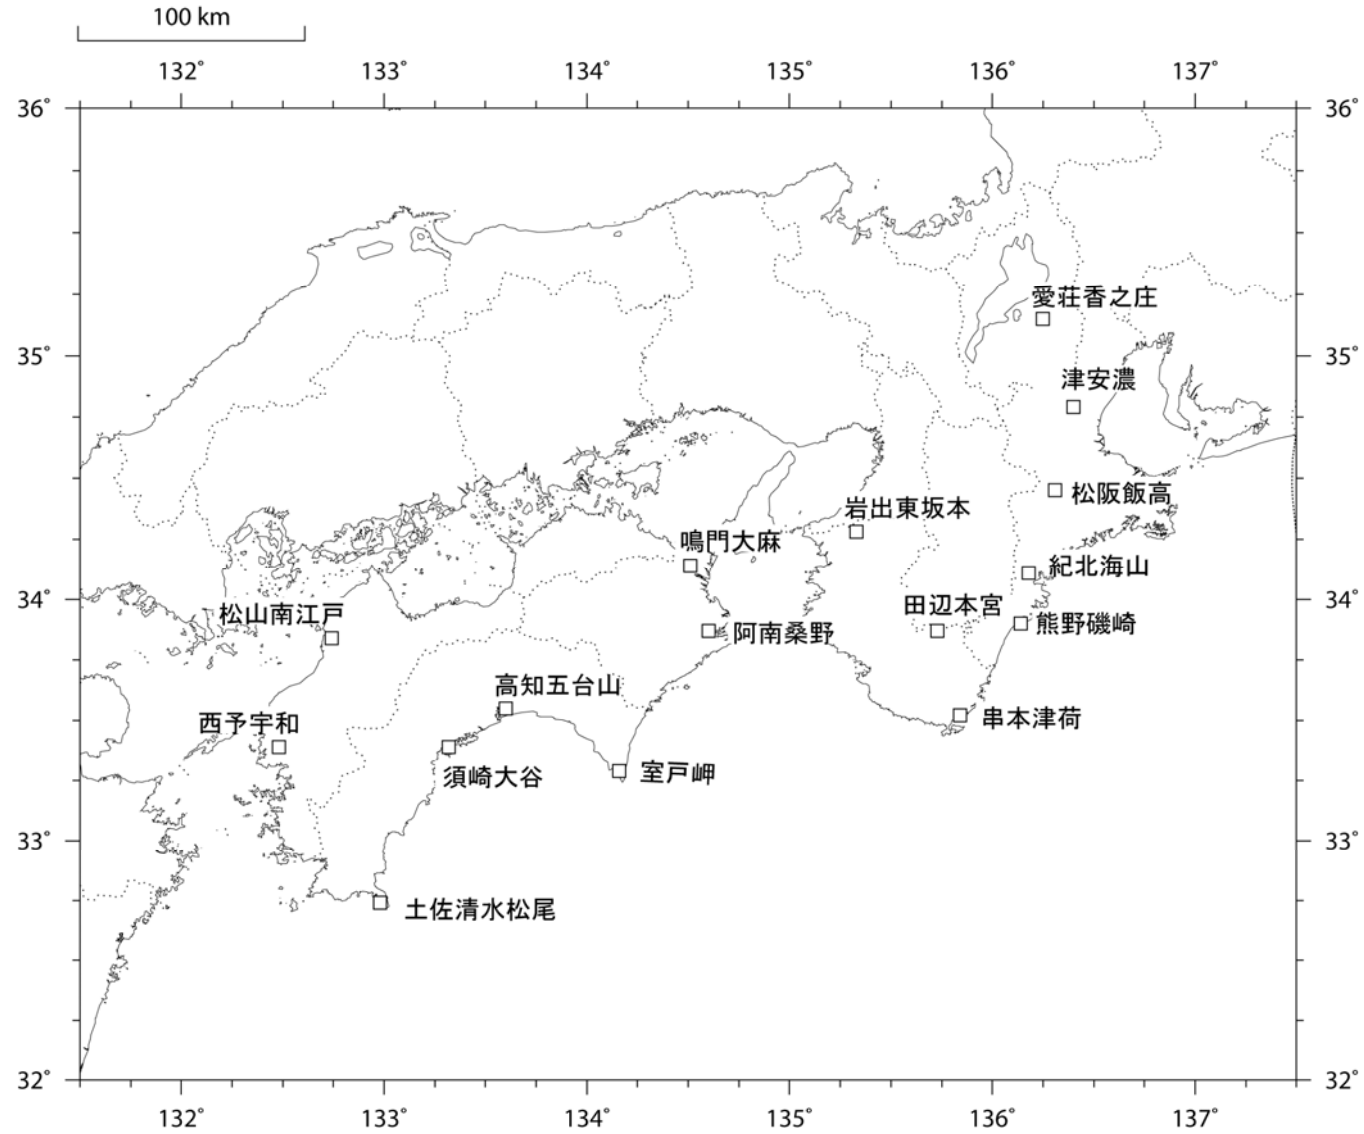 100 km
132° 133° 134° 135° 136° 137°
36° 36°
愛荘香之庄
35° 35°
津安濃
松阪飯高
岩出東坂本
鳴門大麻
紀北海山
34° 34°
田辺本宮
松山南江戸
熊野磯崎
阿南桑野
高知五台山
西予宇和
串本津荷
須崎大谷
室戸岬
33° 33°
土佐清水松尾
32° 32°
132° 133° 134° 135° 136° 137°